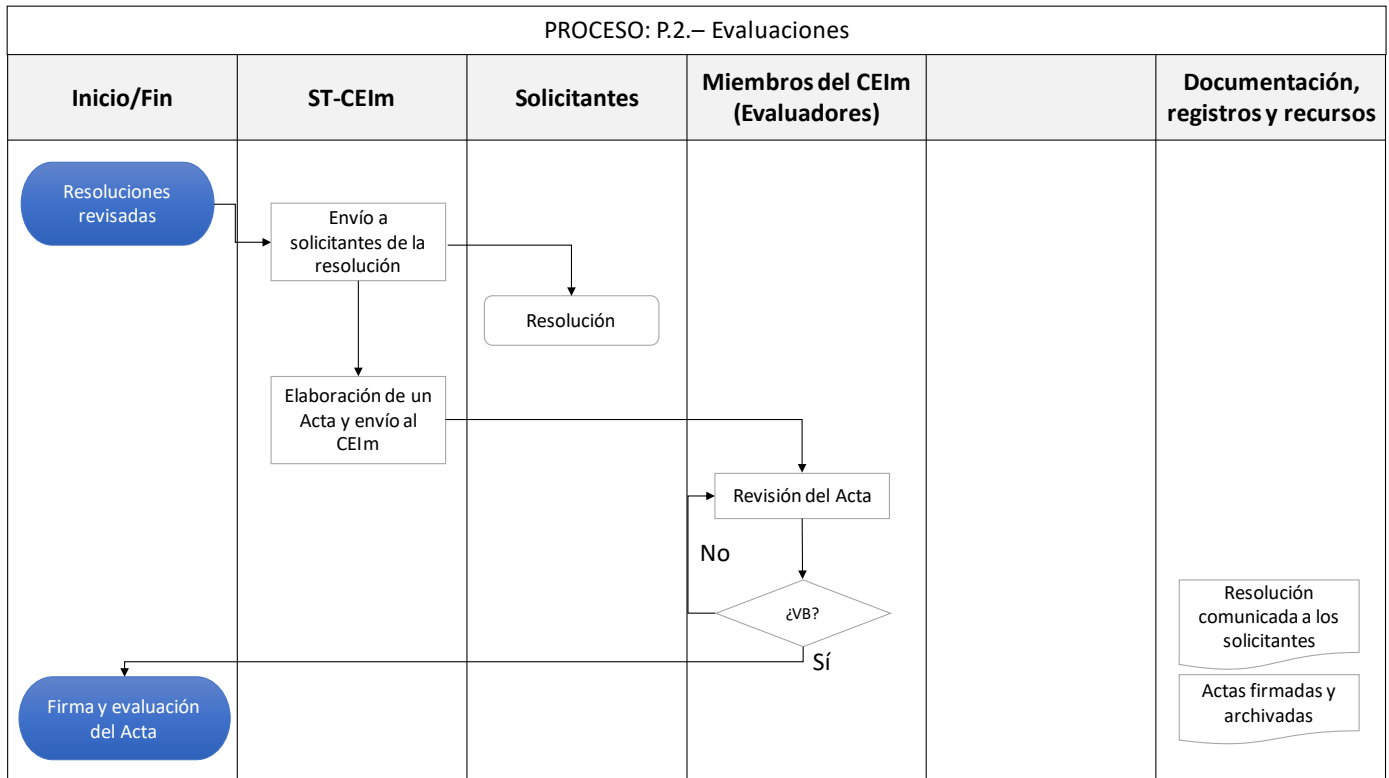 PROCESO: P.2.– Evaluaciones
Inicio/Fin
ST-CEIm
Solicitantes
Miembros del CEIm
(Evaluadores)
Documentación,
registros y recursos
Resoluciones
revisadas
Envío a
solicitantes de la
resolución
Resolución
Elaboración de un
Acta y envío al
CEIm
Revisión del Acta
No
¿VB?
Sí
Resolución
comunicada a los
solicitantes
Firma y evaluación
del Acta
Actas firmadas y
archivadas